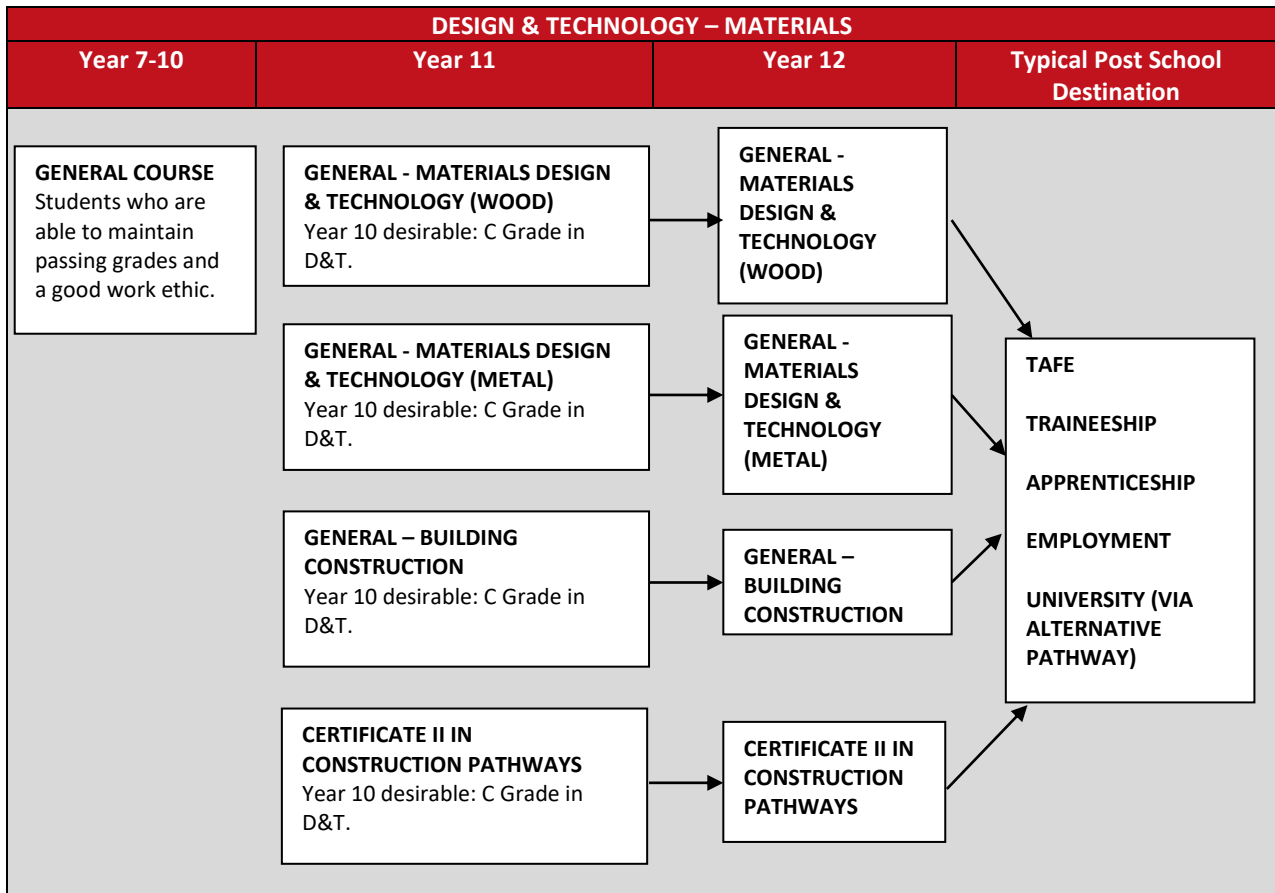 DESIGN & TECHNOLOGY – MATERIALS
Year 7-10
Year 11
Year 12
Typical Post School
Destination
GENERAL COURSE
Students who are
able to maintain
passing grades and
a good work ethic.
GENERAL - MATERIALS DESIGN
& TECHNOLOGY (WOOD)
Year 10 desirable: C Grade in
D&T.
GENERAL -
MATERIALS
DESIGN &
TECHNOLOGY
(WOOD)
GENERAL - MATERIALS DESIGN
& TECHNOLOGY (METAL)
Year 10 desirable: C Grade in
D&T.
GENERAL -
MATERIALS
DESIGN &
TECHNOLOGY
(METAL)
GENERAL – BUILDING
CONSTRUCTION
Year 10 desirable: C Grade in
D&T.
GENERAL –
BUILDING
CONSTRUCTION
CERTIFICATE II IN
CONSTRUCTION PATHWAYS
Year 10 desirable: C Grade in
D&T.
CERTIFICATE II IN
CONSTRUCTION
PATHWAYS
TAFE
TRAINEESHIP
APPRENTICESHIP
EMPLOYMENT
UNIVERSITY (VIA
ALTERNATIVE
PATHWAY)